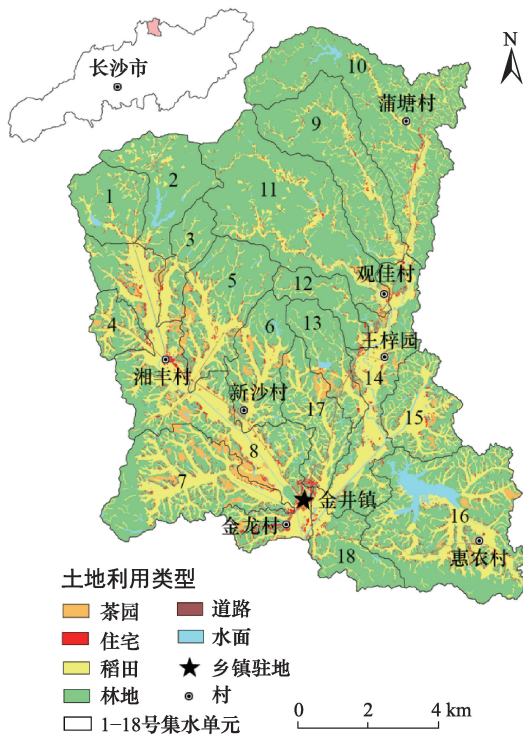 N
长沙市
10
蒲塘村
9
1
2
11
3
5
12
观佳村
4
6
13
王梓园
湘丰村
14
新沙村
17
15
8
7
金井镇
16
金龙村
惠农村
18
土地利用类型
茶园 道路
住宅 水面
稻田 乡镇驻地
林地 村
1-18号集水单元
0 2 4 km